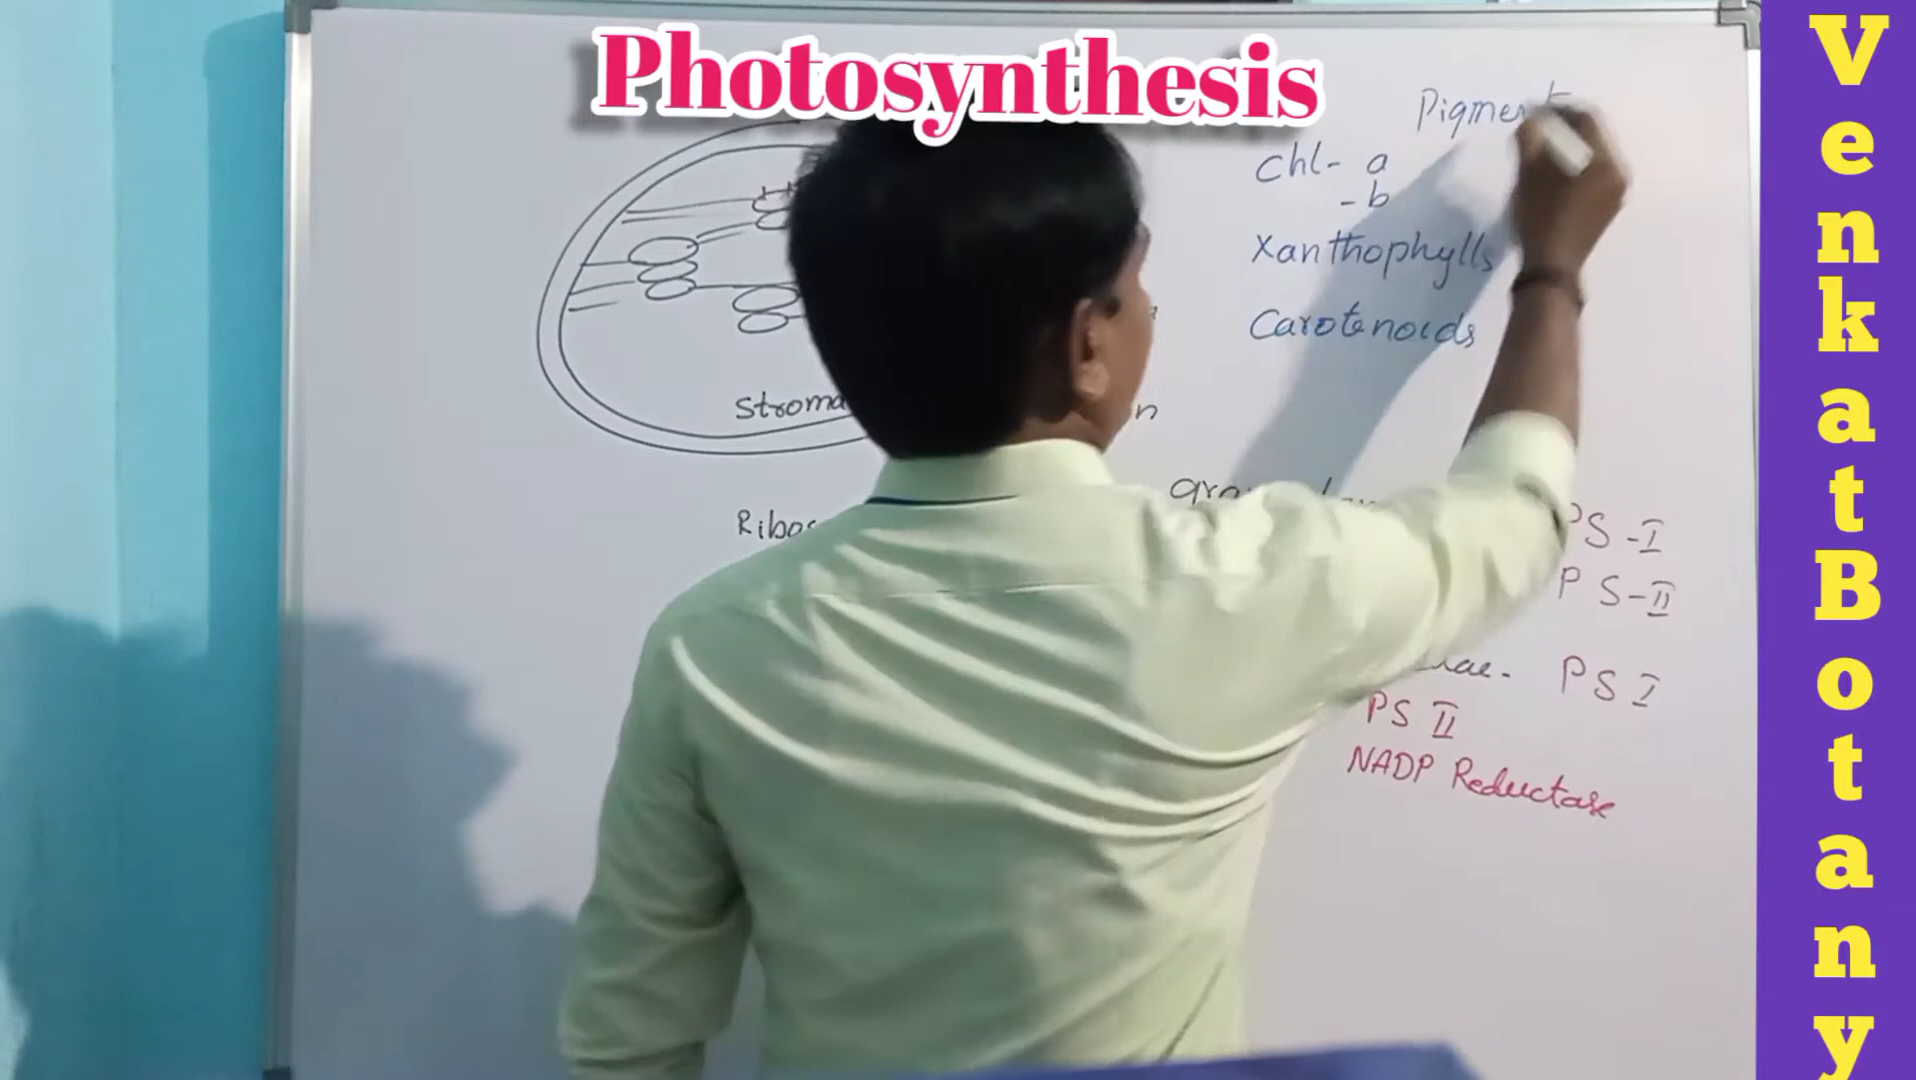 Photosynthesis
Pigment
Chl- a
- b
Xanthophylls
Carotenoids
Stroma
PS-I
PS-II
PS I
PS II
NADP Reductase
VenkatBotany